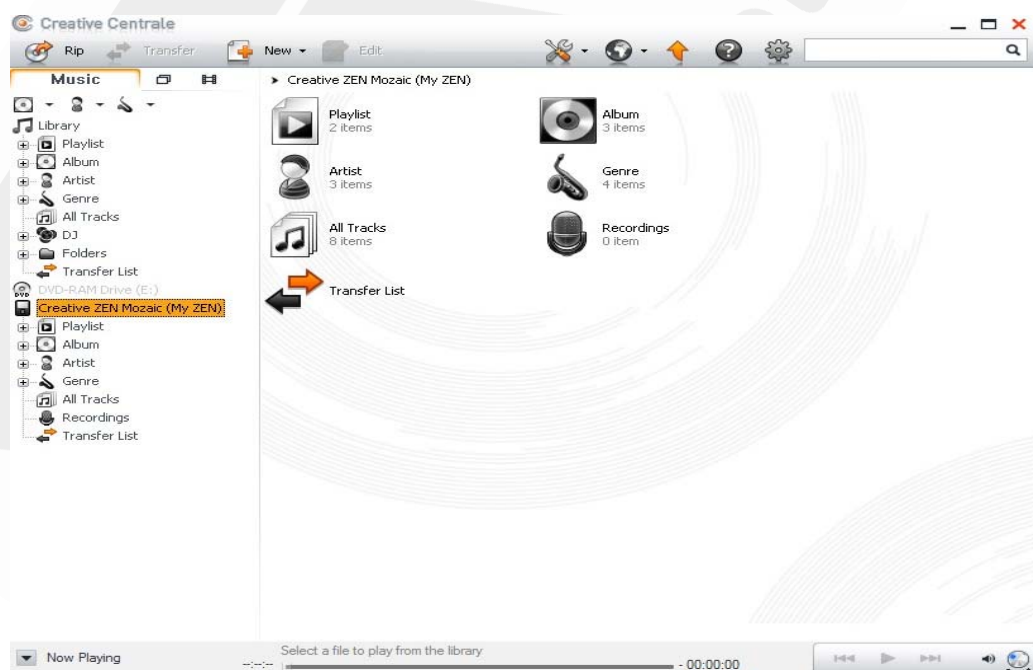 Creative Centrale
Rip Transfer New Edit
Music
Creative ZEN Mozaic (My ZEN)
Library
Playlist
Album
Artist
Genre
All Tracks
DJ
Folders
Transfer List
DVD-RAM Drive (E:)
Creative ZEN Mozaic (My ZEN)
Playlist
Album
Artist
Genre
All Tracks
Recordings
Transfer List
Playlist
2 items
Album
3 items
Artist
3 items
Genre
4 items
All Tracks
8 items
Recordings
0 item
Transfer List
Now Playing
--:--:--
Select a file to play from the library
- 00:00:00